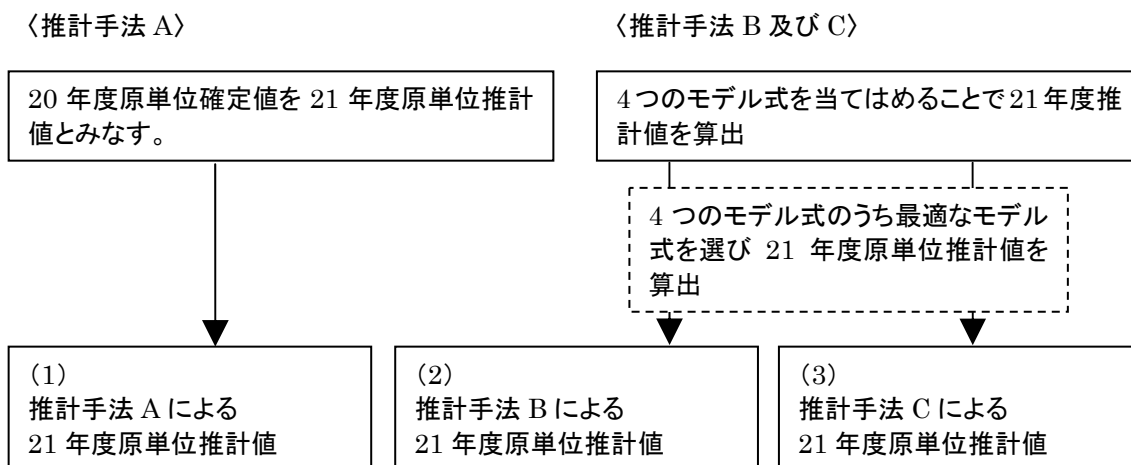 〈推計手法 A〉
20 年度原単位確定値を 21 年度原単位推計
値とみなす。
〈推計手法 B 及び C〉
4つのモデル式を当てはめることで21年度推
計値を算出
4 つのモデル式のうち最適なモデル
式を選び 21 年度原単位推計値を
算出
(1)
推計手法 A による
21 年度原単位推計値
(2)
推計手法 B による
21 年度原単位推計値
(3)
推計手法 C による
21 年度原単位推計値